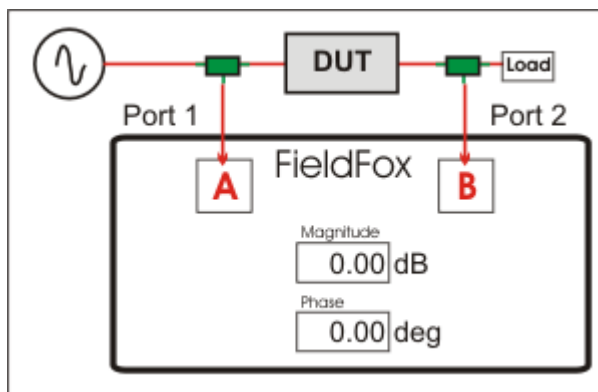 DUT
Load
Port 1
Port 2
FieldFox
A
B
Magnitude
0.00 dB
Phase
0.00 deg